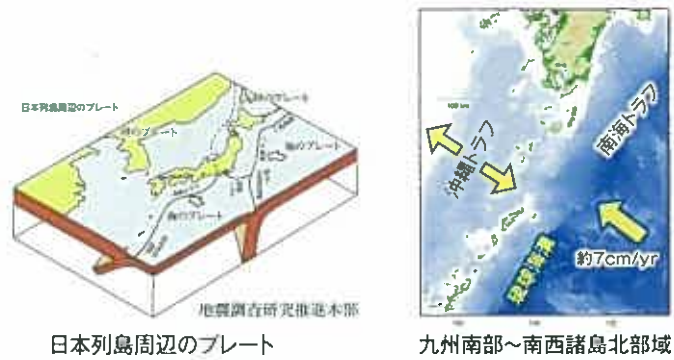 日本列島周辺のプレート
陸のプレート
陸のプレート
海のプレート
海のプレート
地震調査研究推進本部
日本列島周辺のプレート
南海トラフ
沖縄トラフ
琉球海溝
約7cm/yr
九州南部～南西諸島北部域